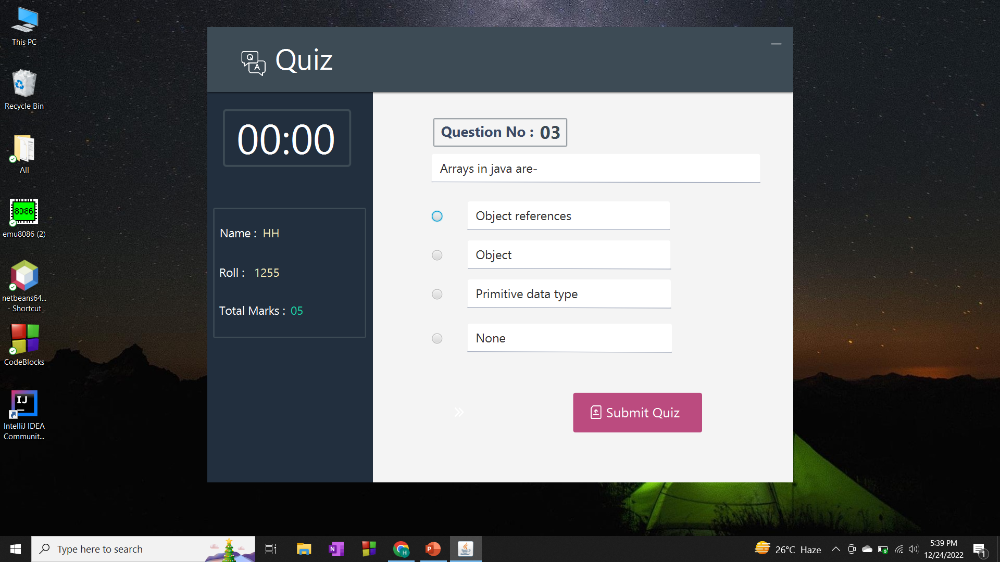 This PC
Recycle Bin
All
8086
emu8086 (2)
netbeans64...
- Shortcut
CodeBlocks
IJ
IntelliJ IDEA
Communit...
Q
A
Quiz
00:00
Name : HH
Roll : 1255
Total Marks : 05
Question No : 03
Arrays in java are-
Object references
Object
Primitive data type
None
Submit Quiz
Type here to search
N
H
P
26°C Haze
5:39 PM
12/24/2022
1